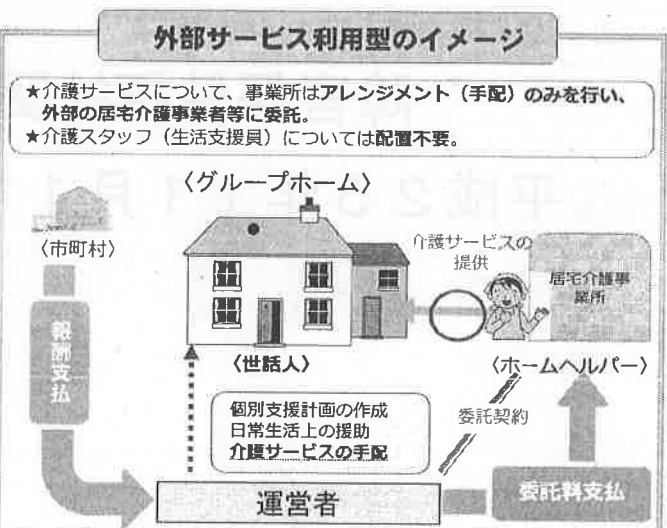 外部サービス利用型のイメージ
★介護サービスについて、事業所はアレンジメント（手配）のみを行い、
外部の居宅介護事業者等に委託。
★介護スタッフ（生活支援員）については配置不要。
〈グループホーム〉
〈市町村〉
介護サービスの
提供
居宅介護事
業所
報酬支払
〈世話人〉
〈ホームヘルパー〉
個別支援計画の作成
日常生活上の援助
介護サービスの手配
委託契約
運営者
委託料支払